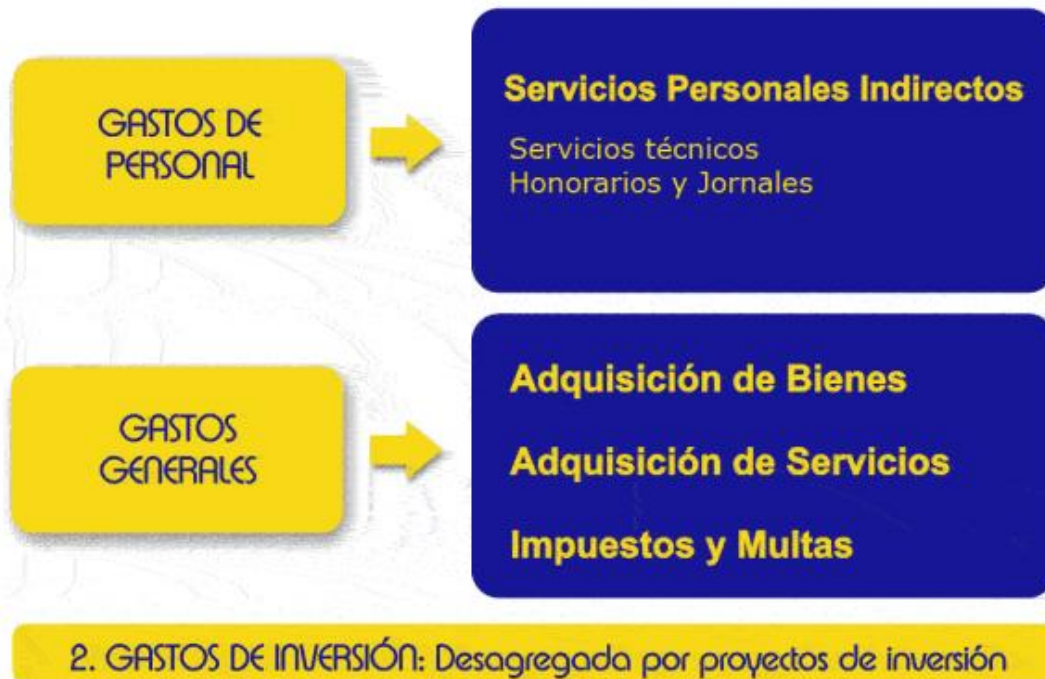 GASTOS DE
PERSONAL
Servicios Personales Indirectos
Servicios técnicos
Honorarios y Jornales
GASTOS
GENERALES
Adquisición de Bienes
Adquisición de Servicios
Impuestos y Multas
2. GASTOS DE INVERSIÓN: Desagregada por proyectos de inversión